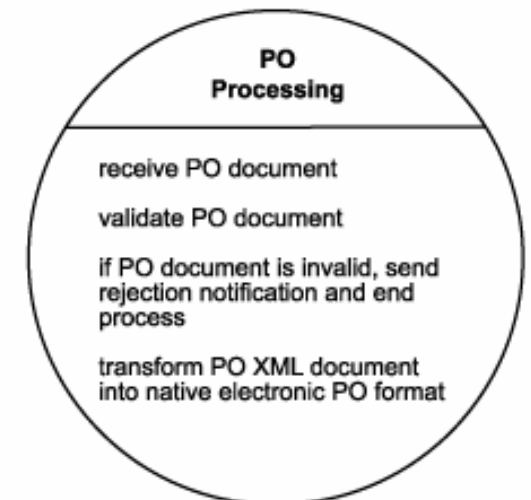 PO
Processing
receive PO document
validate PO document
if PO document is invalid, send
rejection notification and end
process
transform PO XML document
into native electronic PO format